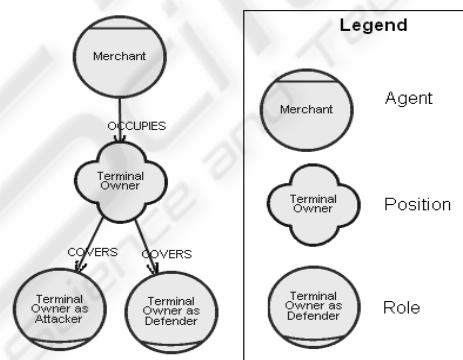 Merchant
OCCUPIES
Terminal
Owner
COVERS
COVERS
Terminal
Owner as
Attacker
Terminal
Owner as
Defender
Legend
Merchant
Agent
Terminal
Owner
Position
Terminal
Owner as
Defender
Role